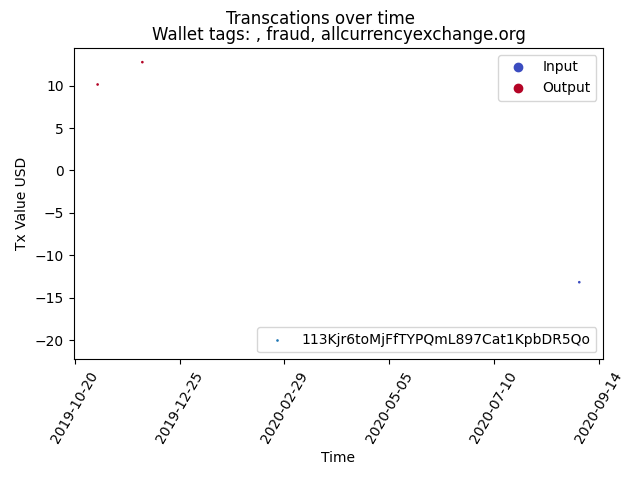 Transcations over time
Wallet tags: , fraud, allcurrencyexchange.org
Input
Output
Tx Value USD
10
5
0
−5
−10
−15
−20
113Kjr6toMjFfTYPQmL897Cat1KpbDR5Qo
2019-10-20
2019-12-25
2020-02-29
2020-05-05
2020-07-10
2020-09-14
Time